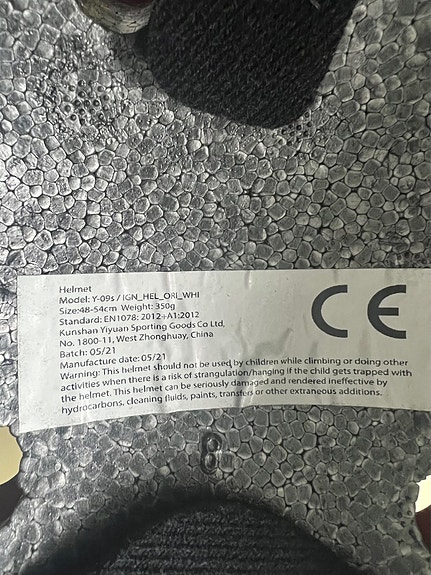 Helmet
Model: Y-09s / IGN_HEL_ORI_WHI
Size:48-54cm Weight: 350g
Standard: EN1078: 2012+A1:2012
Kunshan Yiyuan Sporting Goods Co Ltd,
No. 1800-11, West Zhonghuay, China
Batch: 05/21
Manufacture date: 05/21
Warning: This helmet should not be used by children while climbing or doing other
activities when there is a risk of strangulation/hanging if the child gets trapped with
the helmet. This helmet can be seriously damaged and rendered ineffective by
hydrocarbons, cleaning fluids, paints, transfers or other extraneous additions.
CE
8